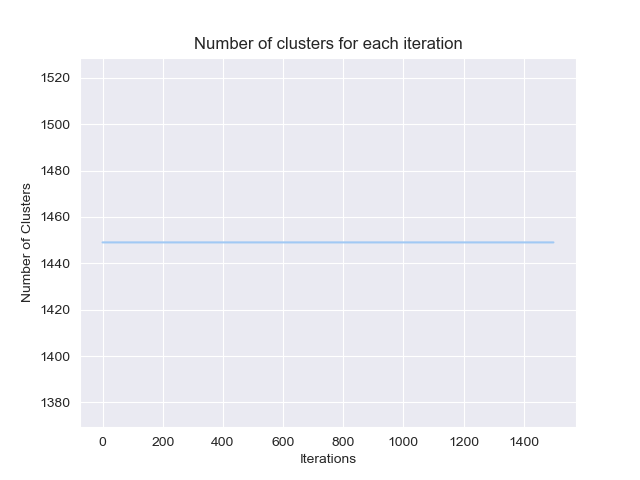 Number of clusters for each iteration
1520
1500
1480
1460
1440
1420
1400
1380
Number of Clusters
0 200 400 600 800 1000 1200 1400
Iterations